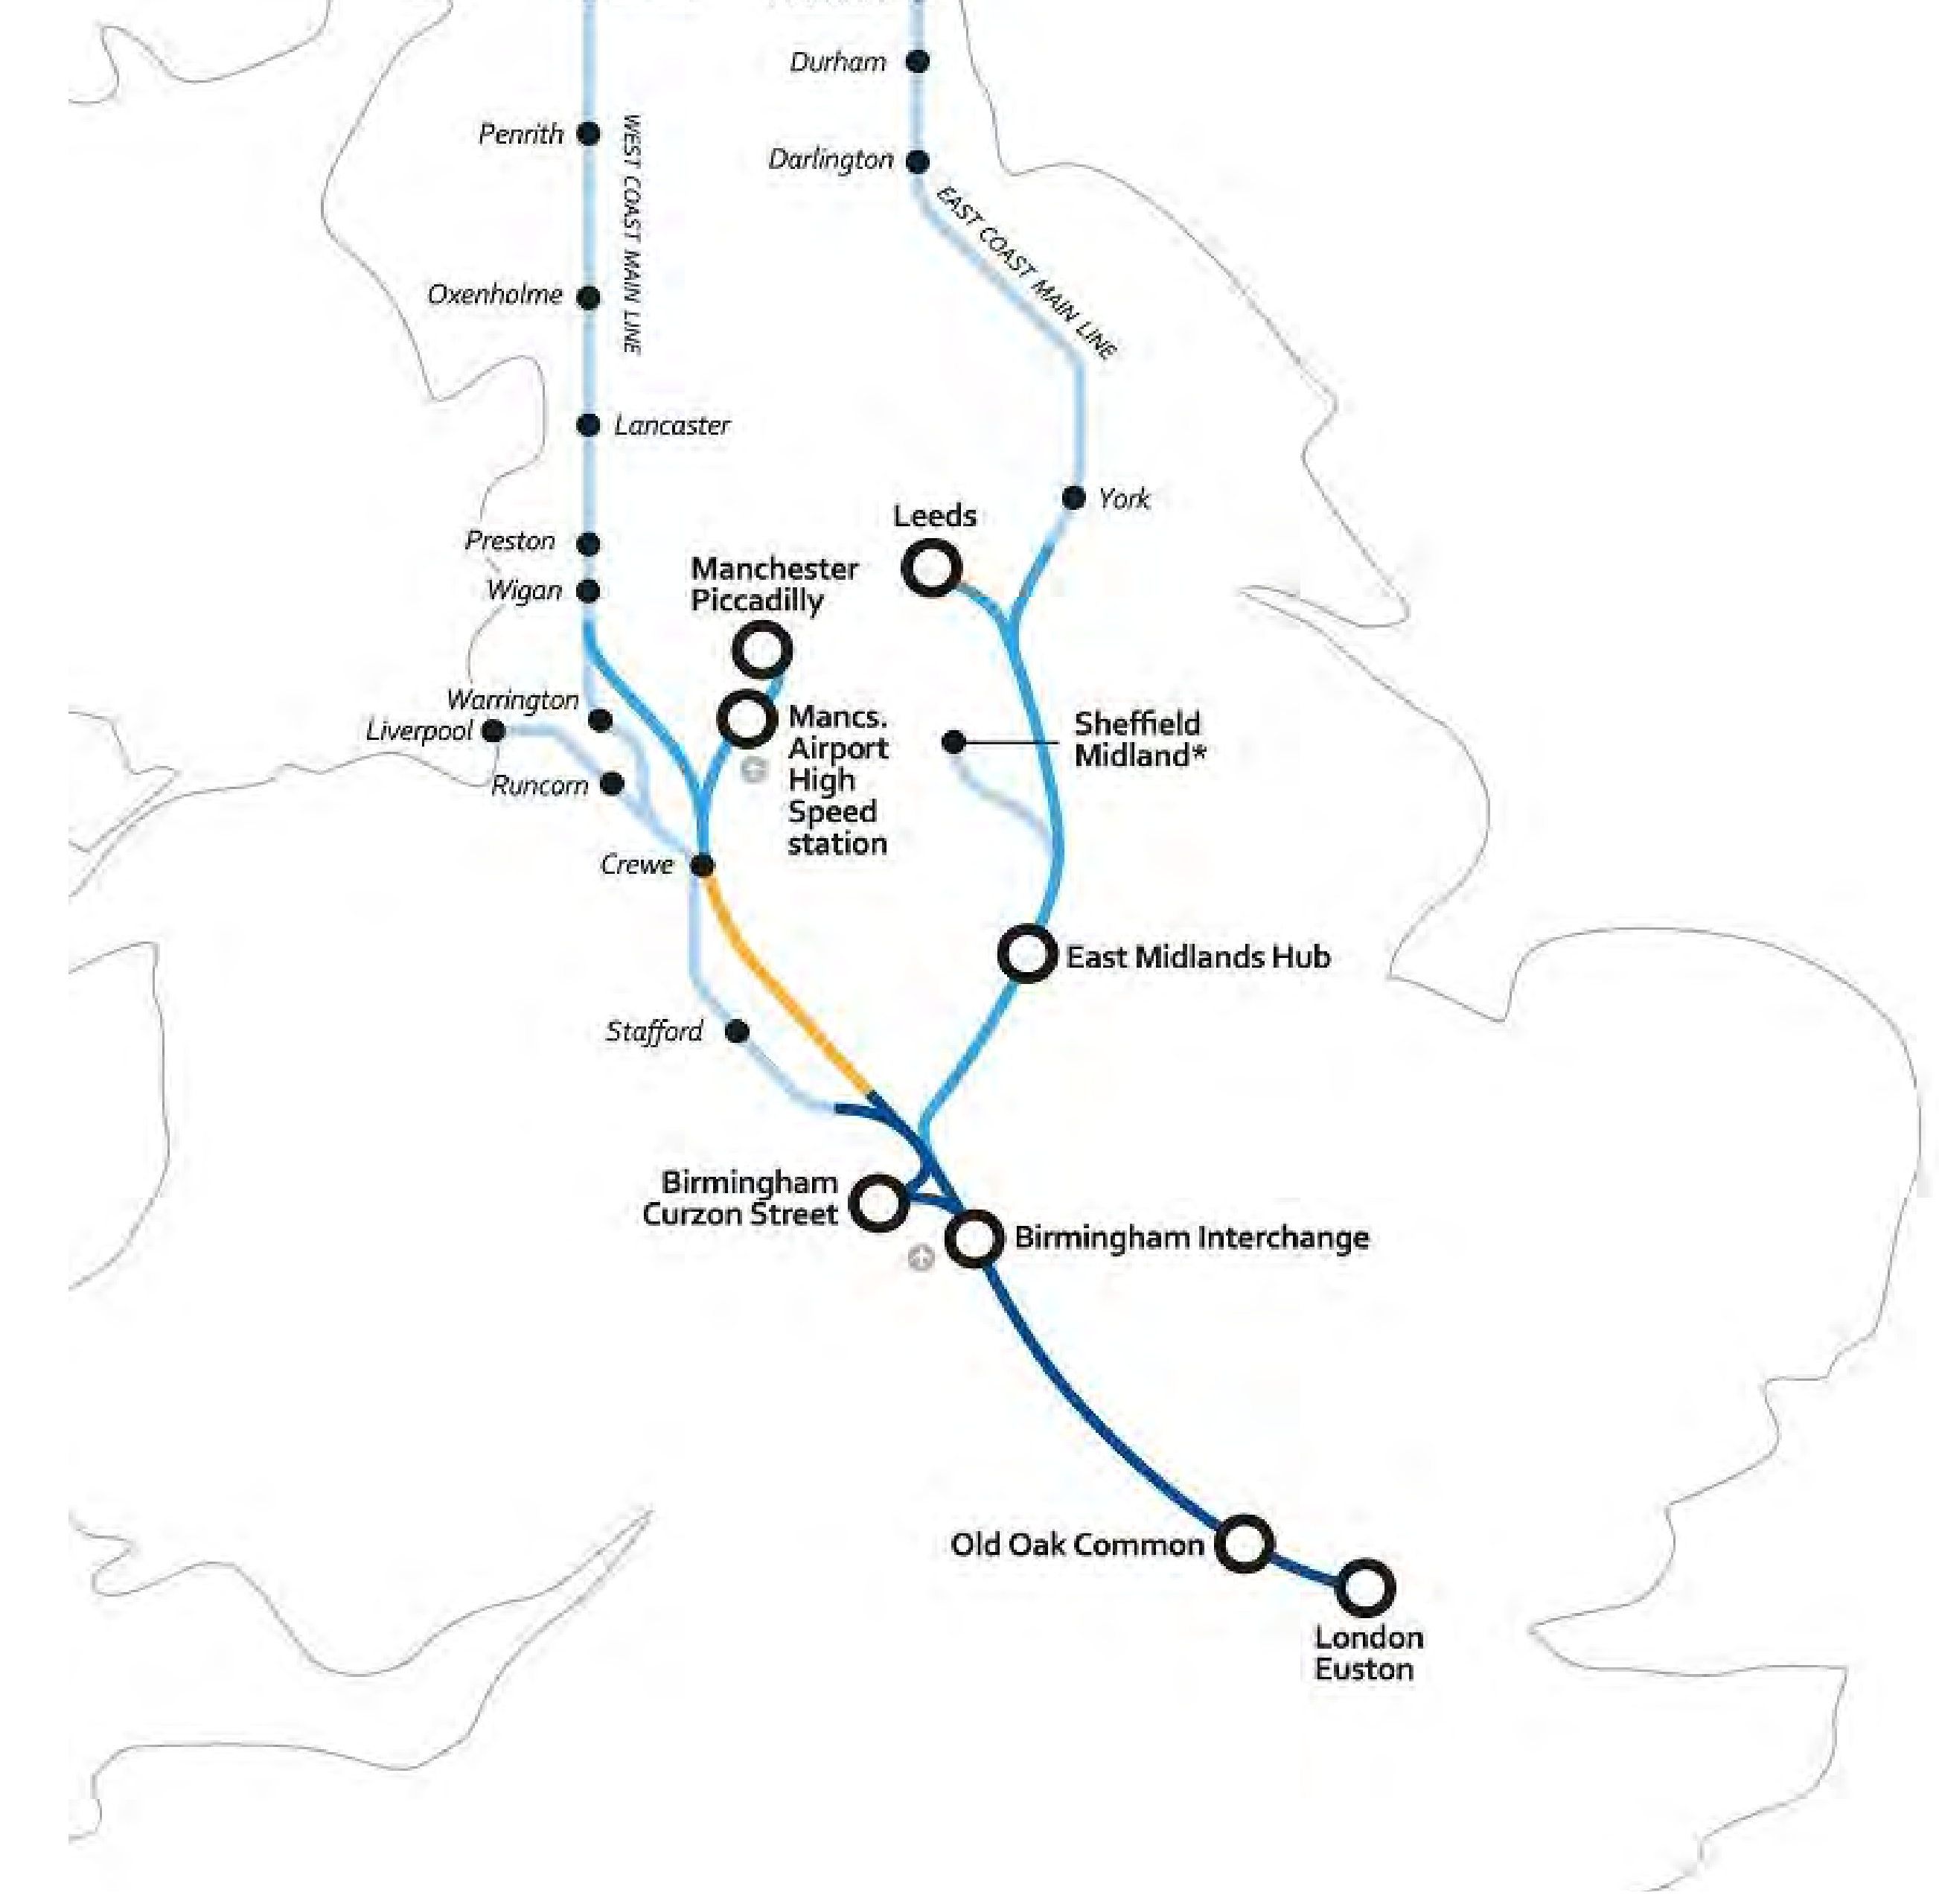 Durham
Penrith
Darlington
WEST COAST MAIN LINE
EAST COAST MAIN LINE
Oxenholme
Lancaster
York
Leeds
Preston
Manchester
Piccadilly
Wigan
Warrington
Liverpool
Mancs.
Airport
High
Speed
station
Sheffield
Midland*
Runcorn
Crewe
East Midlands Hub
Stafford
Birmingham
Curzon Street
Birmingham Interchange
Old Oak Common
London
Euston